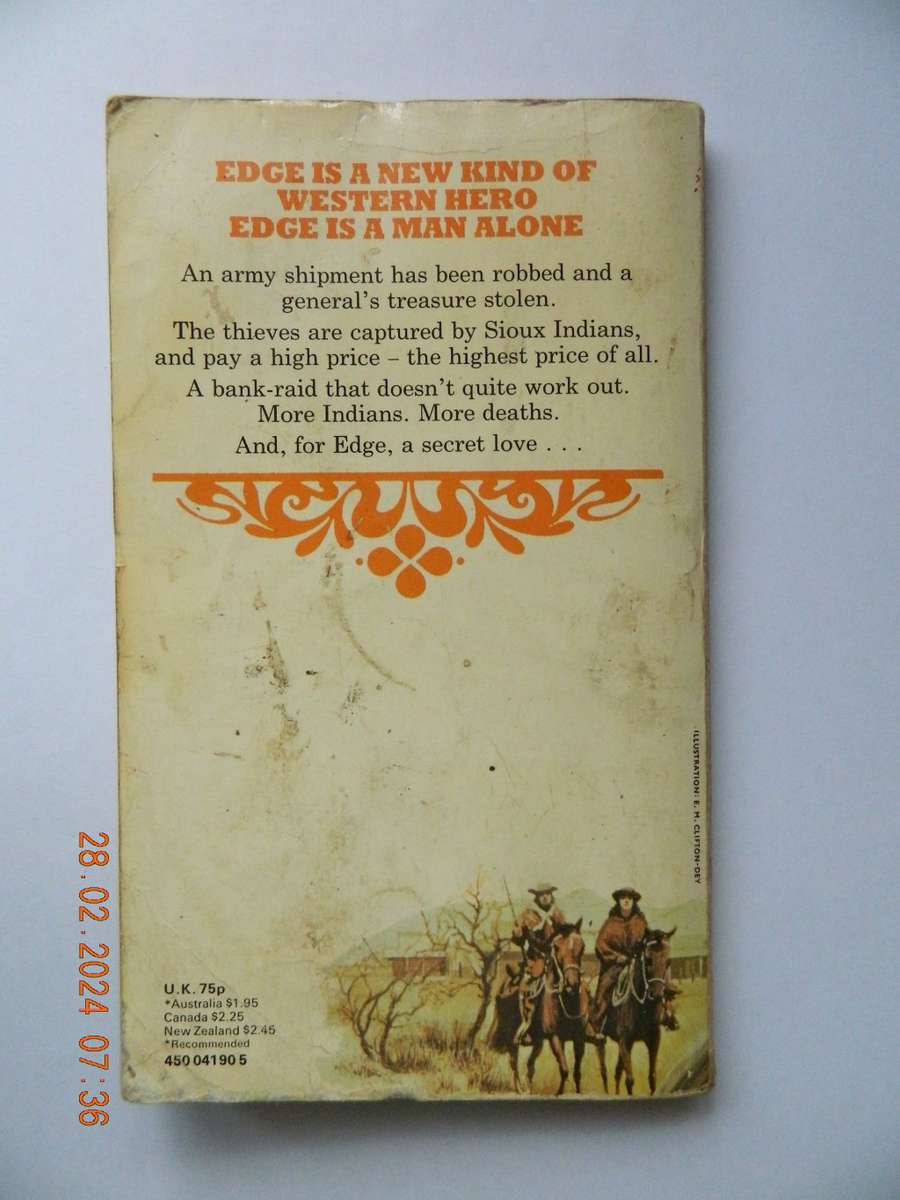 EDGE IS A NEW KIND OF
WESTERN HERO
EDGE IS A MAN ALONE
An army shipment has been robbed and a
general's treasure stolen.
The thieves are captured by Sioux Indians,
and pay a high price – the highest price of all.
A bank-raid that doesn't quite work out.
More Indians. More deaths.
And, for Edge, a secret love . . .
ILLUSTRATION: E. M. CLIFTON-DEY
U.K. 75p
*Australia $1.95
Canada $2.25
New Zealand $2.45
*Recommended
450 04190 5
28.02.2024 07:36